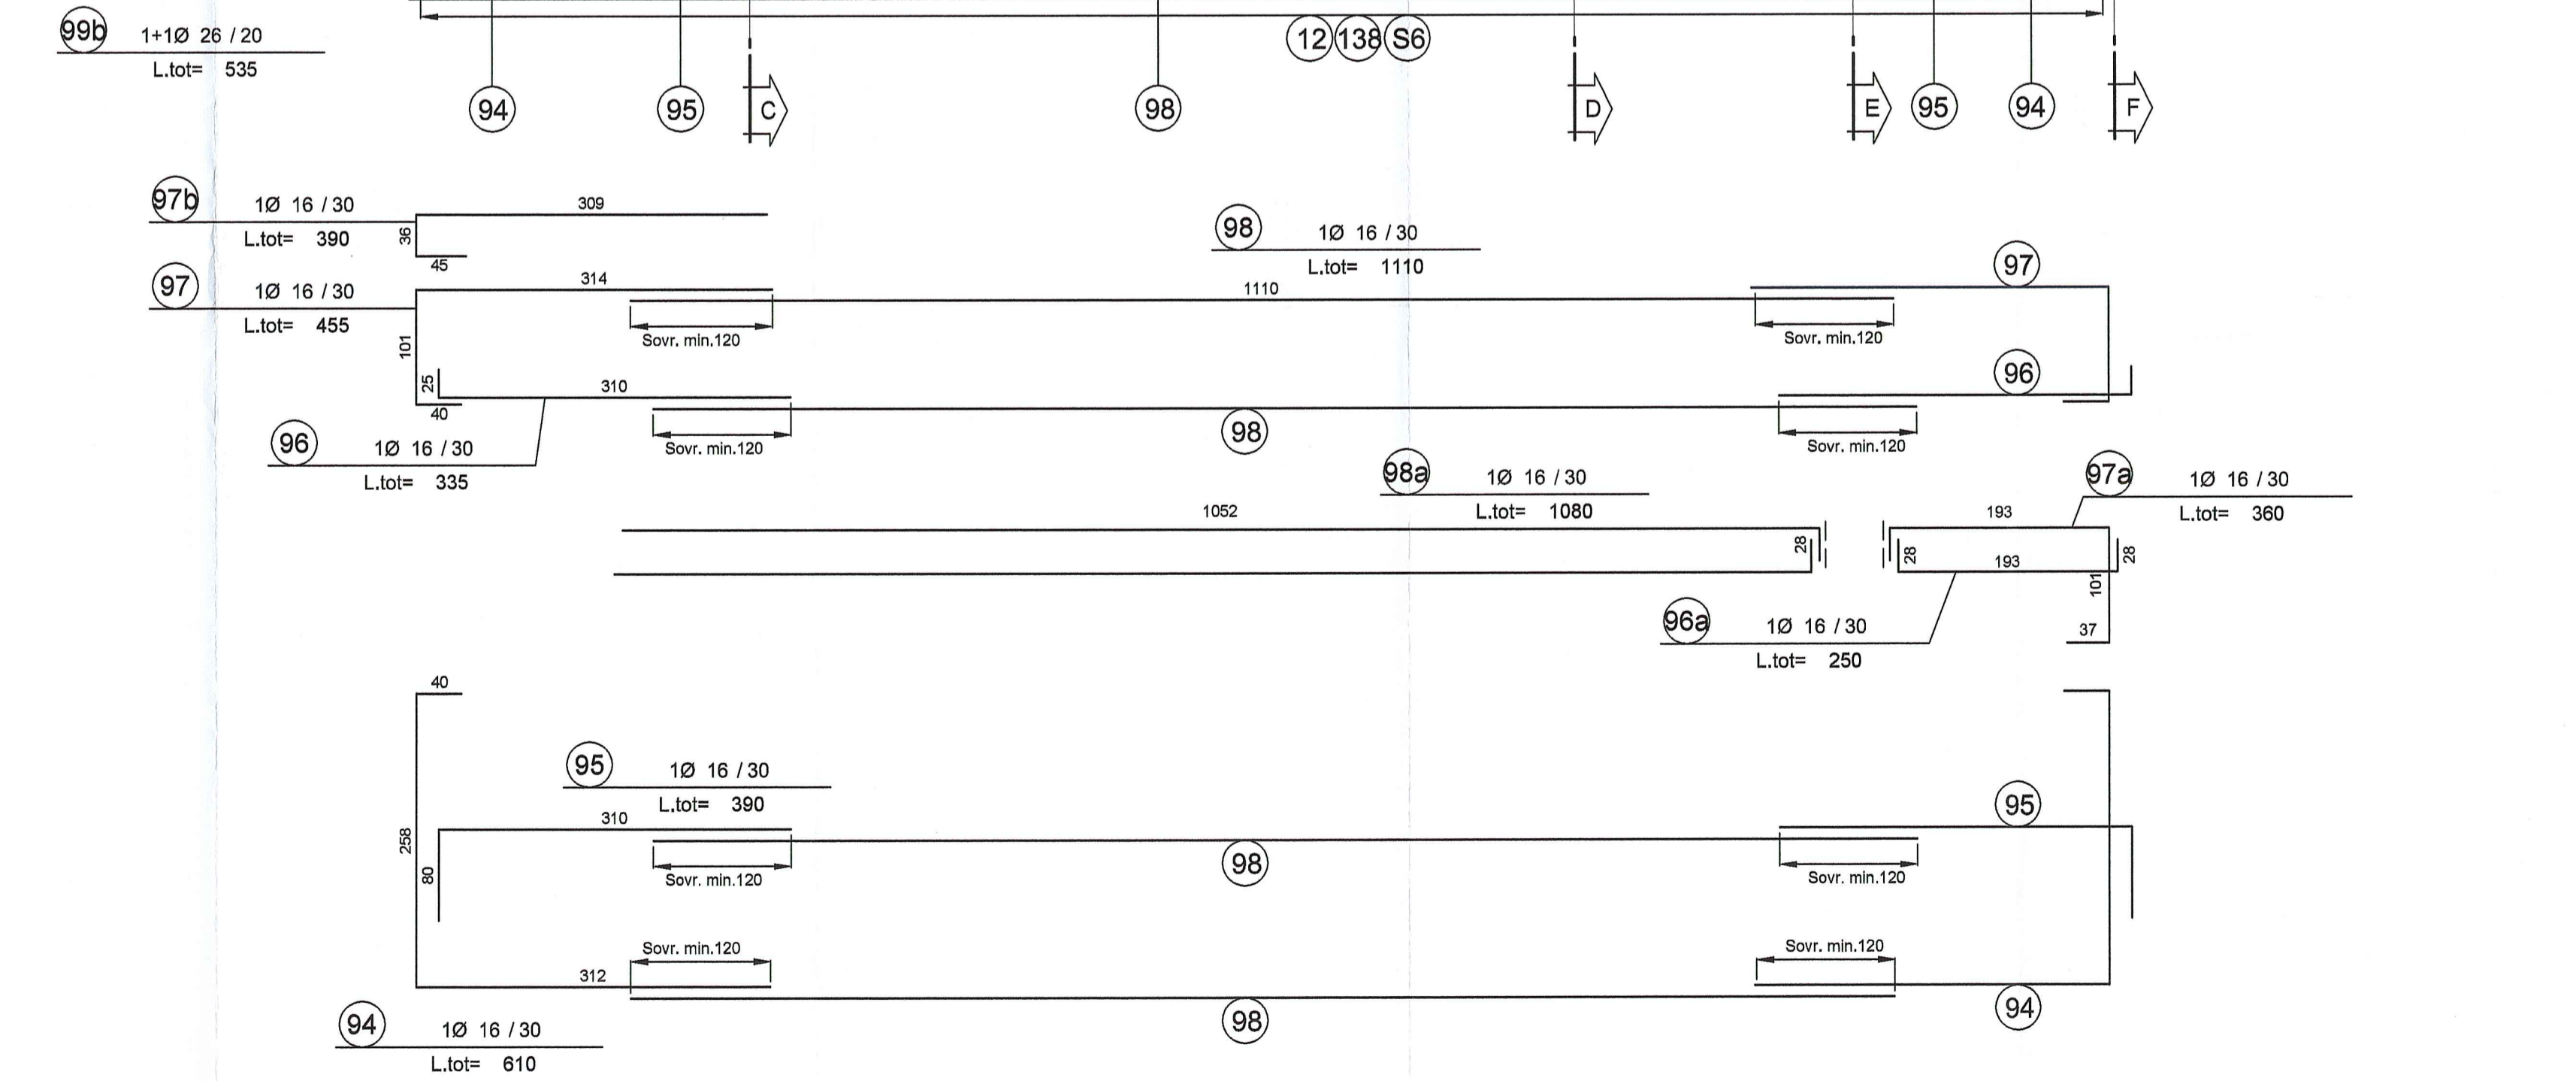 99b 1+1Ø 26 / 20
L.tot= 535
12 138 S6
94 95 C 98 D E 95 94 F
97b 1Ø 16 / 30
L.tot= 390
309
36
45
98 1Ø 16 / 30
L.tot= 1110
97 1Ø 16 / 30
L.tot= 455
314
1110
97
Sovr. min.120
Sovr. min.120
101
25
310
40
96
96 1Ø 16 / 30
L.tot= 335
Sovr. min.120
98
Sovr. min.120
98a 1Ø 16 / 30
L.tot= 1080
1052
28
97a 1Ø 16 / 30
L.tot= 360
193
28
193
28
101
37
96a 1Ø 16 / 30
L.tot= 250
40
258
95 1Ø 16 / 30
L.tot= 390
310
80
Sovr. min.120
98
95
Sovr. min.120
Sovr. min.120
312
98
Sovr. min.120
94
94 1Ø 16 / 30
L.tot= 610